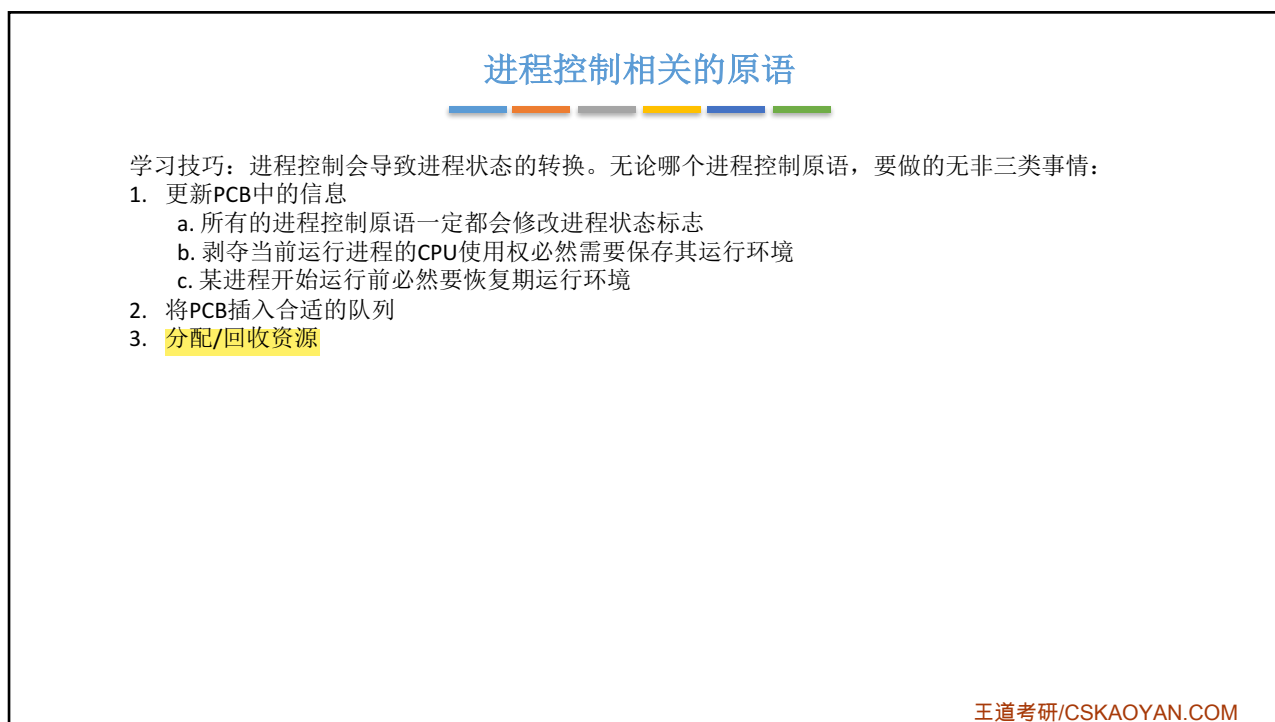 进程控制相关的原语
学习技巧：进程控制会导致进程状态的转换。无论哪个进程控制原语，要做的无非三类事情：
1. 更新PCB中的信息
a. 所有的进程控制原语一定都会修改进程状态标志
b. 剥夺当前运行进程的CPU使用权必然需要保存其运行环境
c. 某进程开始运行前必然要恢复期运行环境
2. 将PCB插入合适的队列
3. 分配/回收资源
王道考研/CSKAOYAN.COM